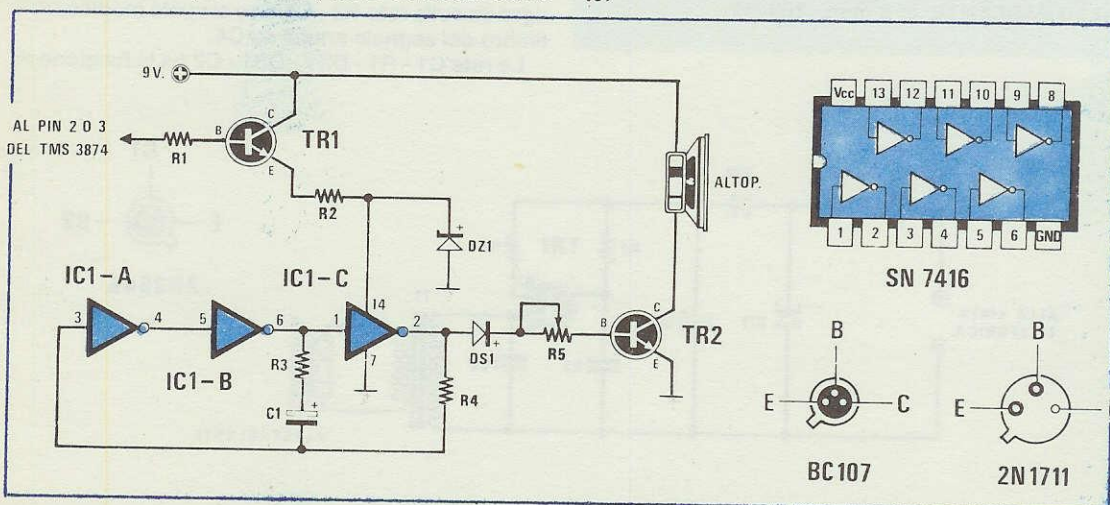 9V.
AL PIN 2 O 3
DEL TMS 3874
R1
B
C
E
TR1
R2
DZ1
ALTOP.
IC1-A
3
4
5
IC1-B
6
IC1-C
1
14
7
2
R3
C1
R4
DS1
R5
B
C
E
TR2
Vcc 13 12 11 10 9 8
1 2 3 4 5 6 GND
SN 7416
B
E
C
BC107
B
E
2N1711